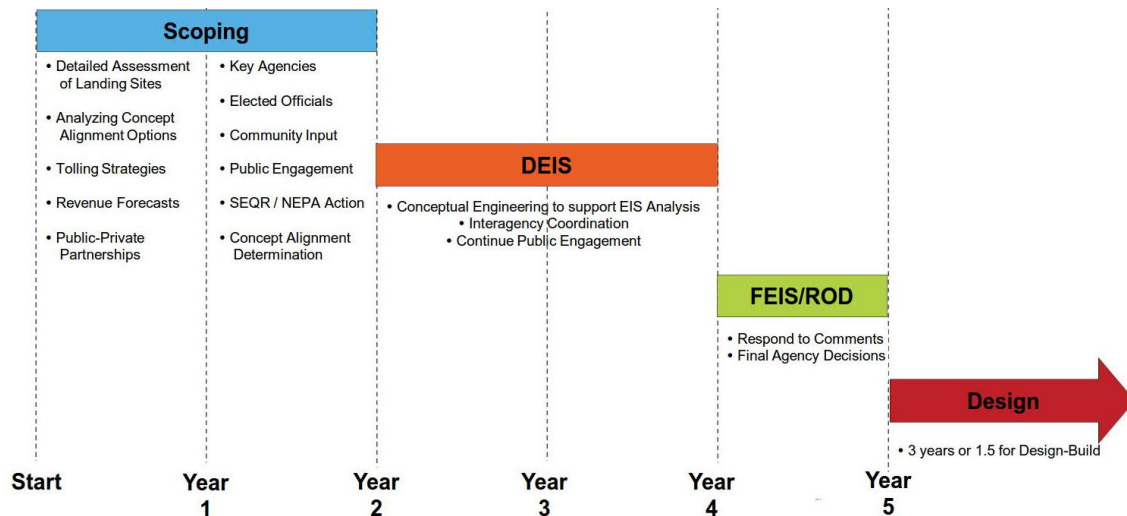 Scoping
• Detailed Assessment
of Landing Sites
• Analyzing Concept
Alignment Options
• Tolling Strategies
• Revenue Forecasts
• Public-Private
Partnerships
• Key Agencies
• Elected Officials
• Community Input
• Public Engagement
• SEQR / NEPA Action
• Concept Alignment
Determination
DEIS
• Conceptual Engineering to support EIS Analysis
• Interagency Coordination
• Continue Public Engagement
FEIS/ROD
• Respond to Comments
• Final Agency Decisions
Design
• 3 years or 1.5 for Design-Build
Start
Year
1
Year
2
Year
3
Year
4
Year
5